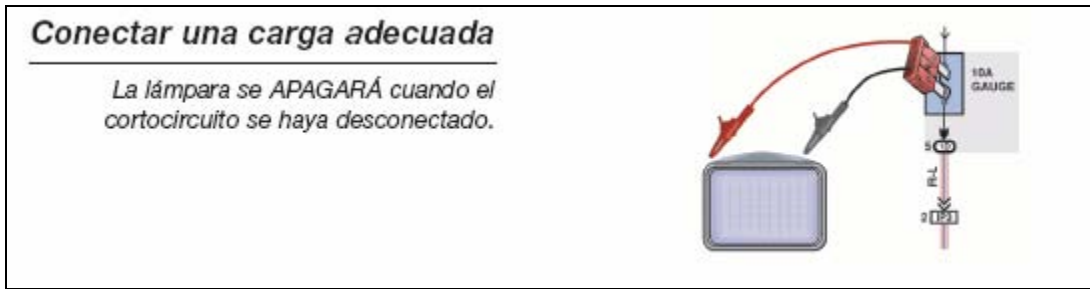 Conectar una carga adecuada
La lámpara se APAGARÁ cuando el
cortocircuito se haya desconectado.
10A
GAUGE
5
R-L
2